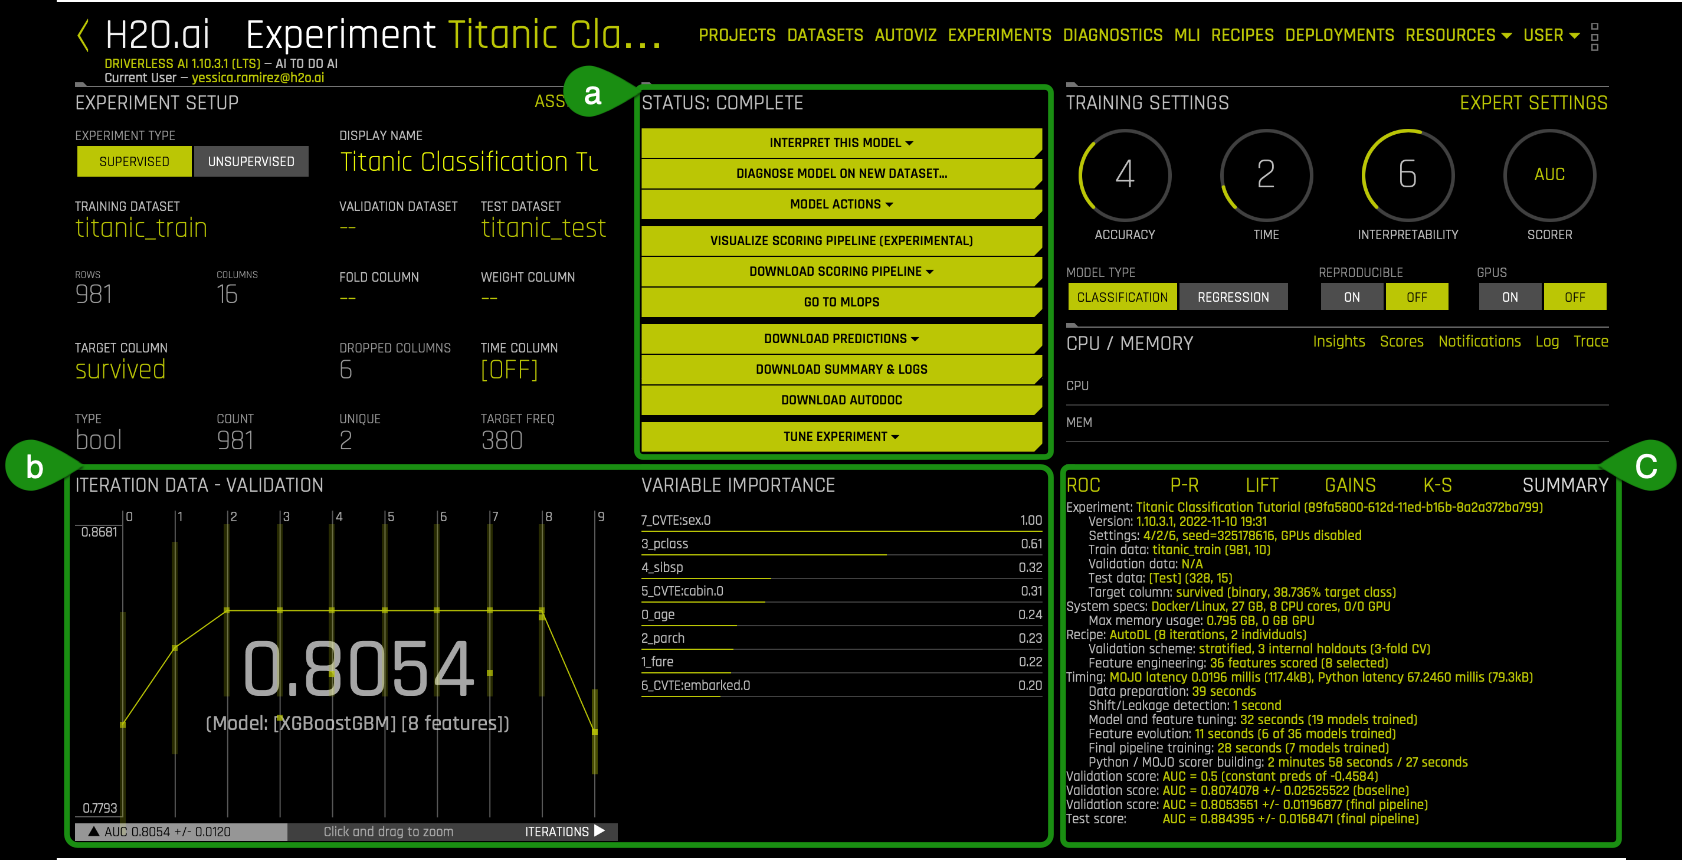 H2O.ai Experiment Titanic Cla...
PROJECTS DATASETS AUTOVIZ EXPERIMENTS DIAGNOSTICS MLI RECIPES DEPLOYMENTS RESOURCES USER
DRIVERLESS AI 1.10.3.1 (LTS) – AI TO DO AI
Current User – yessica.ramirez@h2o.ai
EXPERIMENT SETUP
ASS
a
EXPERIMENT TYPE
SUPERVISED UNSUPERVISED
DISPLAY NAME
Titanic Classification Tu
TRAINING DATASET
titanic_train
VALIDATION DATASET
--
TEST DATASET
titanic_test
ROWS
981
COLUMNS
16
FOLD COLUMN
--
WEIGHT COLUMN
--
TARGET COLUMN
survived
DROPPED COLUMNS
6
TIME COLUMN
[OFF]
TYPE
bool
COUNT
981
UNIQUE
2
TARGET FREQ
380
STATUS: COMPLETE
INTERPRET THIS MODEL
DIAGNOSE MODEL ON NEW DATASET...
MODEL ACTIONS
VISUALIZE SCORING PIPELINE (EXPERIMENTAL)
DOWNLOAD SCORING PIPELINE
GO TO MLOPS
DOWNLOAD PREDICTIONS
DOWNLOAD SUMMARY & LOGS
DOWNLOAD AUTODOC
TUNE EXPERIMENT
TRAINING SETTINGS
EXPERT SETTINGS
4 2 6 AUC
ACCURACY TIME INTERPRETABILITY SCORER
MODEL TYPE
CLASSIFICATION REGRESSION
REPRODUCIBLE
ON OFF
GPUS
ON OFF
CPU / MEMORY
Insights Scores Notifications Log Trace
CPU
MEM
b
ITERATION DATA - VALIDATION
0 1 2 3 4 5 6 7 8 9
0.8681
0.8054
(Model: [XGBoostGBM] [8 features])
0.7793
AUC 0.8054 +/- 0.0120
Click and drag to zoom
ITERATIONS
VARIABLE IMPORTANCE
7_CVTE:sex.0 1.00
3_pclass 0.61
4_sibsp 0.32
5_CVTE:cabin.0 0.31
0_age 0.24
2_parch 0.23
1_fare 0.22
6_CVTE:embarked.0 0.20
c
ROC P-R LIFT GAINS K-S SUMMARY
Experiment: Titanic Classification Tutorial (89fa5800-612d-11ed-b16b-8a2a372ba799)
Version: 1.10.3.1, 2022-11-10 19:31
Settings: 4/2/6, seed=325178616, GPUs disabled
Train data: titanic_train (981, 10)
Validation data: N/A
Test data: [Test] (328, 15)
Target column: survived (binary, 38.736% target class)
System specs: Docker/Linux, 27 GB, 8 CPU cores, 0/0 GPU
Max memory usage: 0.795 GB, 0 GB GPU
Recipe: AutoDL (8 iterations, 2 individuals)
Validation scheme: stratified, 3 internal holdouts (3-fold CV)
Feature engineering: 36 features scored (8 selected)
Timing: MOJO latency 0.0196 millis (117.4kB), Python latency 67.2460 millis (79.3kB)
Data preparation: 39 seconds
Shift/Leakage detection: 1 second
Model and feature tuning: 32 seconds (19 models trained)
Feature evolution: 11 seconds (6 of 36 models trained)
Final pipeline training: 28 seconds (7 models trained)
Python / MOJO scorer building: 2 minutes 58 seconds / 27 seconds
Validation score: AUC = 0.5 (constant preds of -0.4584)
Validation score: AUC = 0.8074078 +/- 0.02525522 (baseline)
Validation score: AUC = 0.8053551 +/- 0.01196877 (final pipeline)
Test score: AUC = 0.884395 +/- 0.0168471 (final pipeline)